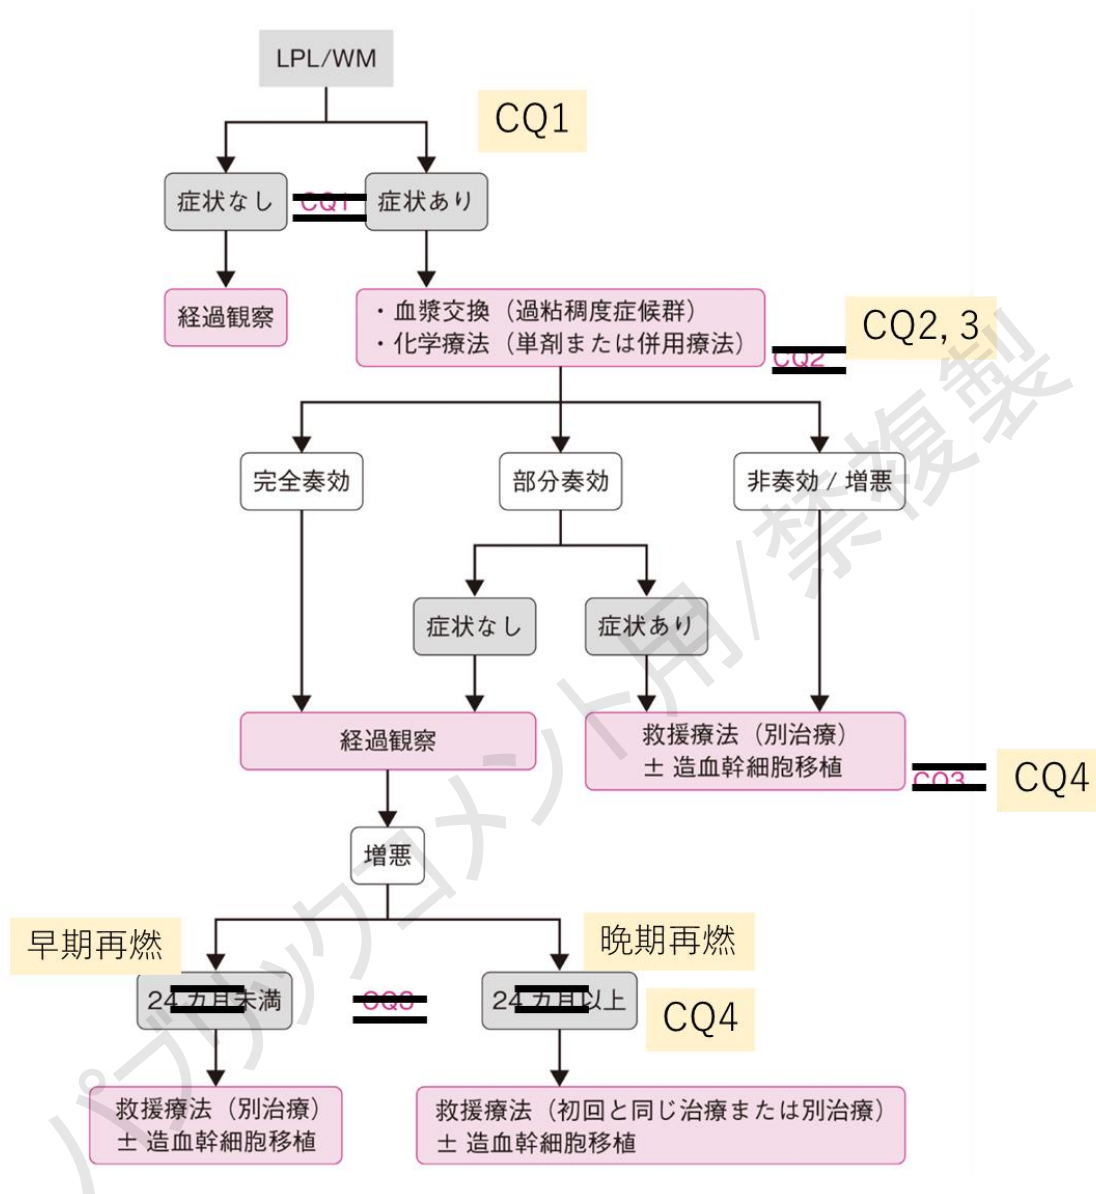 LPL/WM
CQ1
症状なし
CQ1
症状あり
経過観察
・血漿交換（過粘稠度症候群）
・化学療法（単剤または併用療法）
CQ2, 3
CQ2
完全奏効
部分奏効
非奏効 / 増悪
症状なし
症状あり
経過観察
救援療法（別治療）
± 造血幹細胞移植
CQ3
CQ4
増悪
早期再燃
晩期再燃
24 カ月未満
CQ3
24 カ月以上
CQ4
救援療法（別治療）
± 造血幹細胞移植
救援療法（初回と同じ治療または別治療）
± 造血幹細胞移植
パブリックコメント用/禁複製